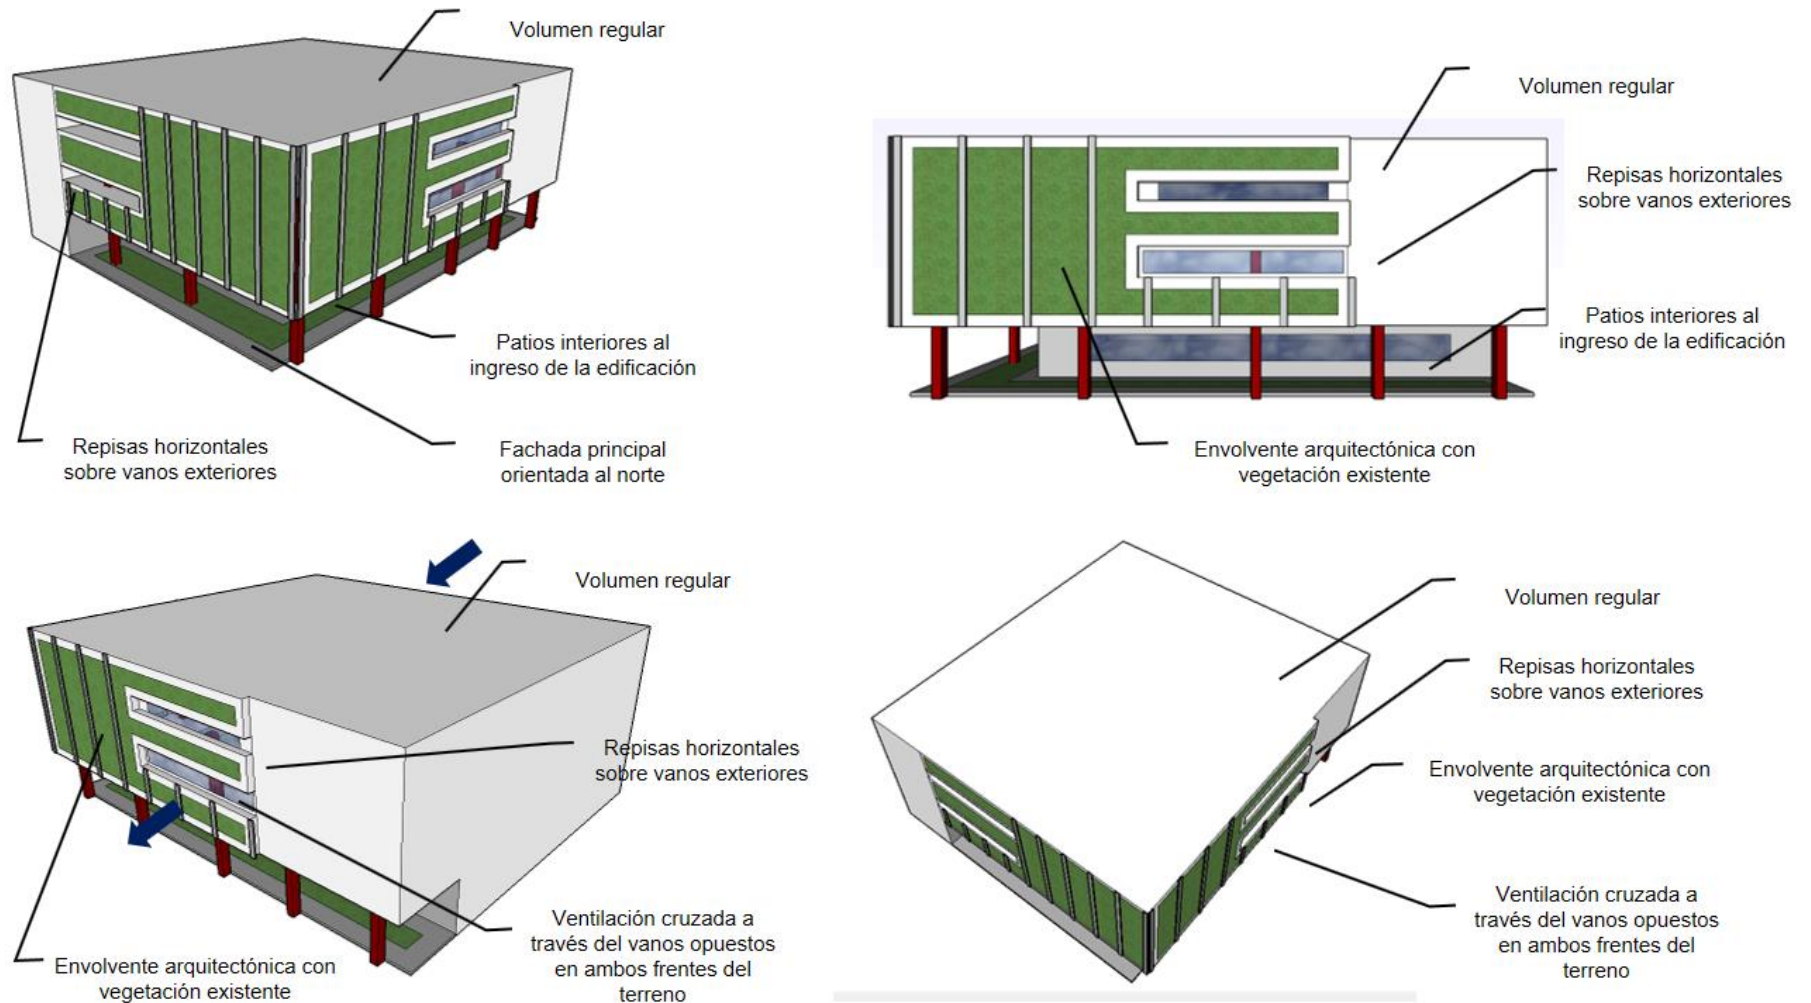 Volumen regular
Patios interiores al
ingreso de la edificación
Repisas horizontales
sobre vanos exteriores
Fachada principal
orientada al norte
Volumen regular
Repisas horizontales
sobre vanos exteriores
Patios interiores al
ingreso de la edificación
Envolvente arquitectónica con
vegetación existente
Volumen regular
Repisas horizontales
sobre vanos exteriores
Ventilación cruzada a
través del vanos opuestos
en ambos frentes del
terreno
Envolvente arquitectónica con
vegetación existente
Volumen regular
Repisas horizontales
sobre vanos exteriores
Envolvente arquitectónica con
vegetación existente
Ventilación cruzada a
través del vanos opuestos
en ambos frentes del
terreno